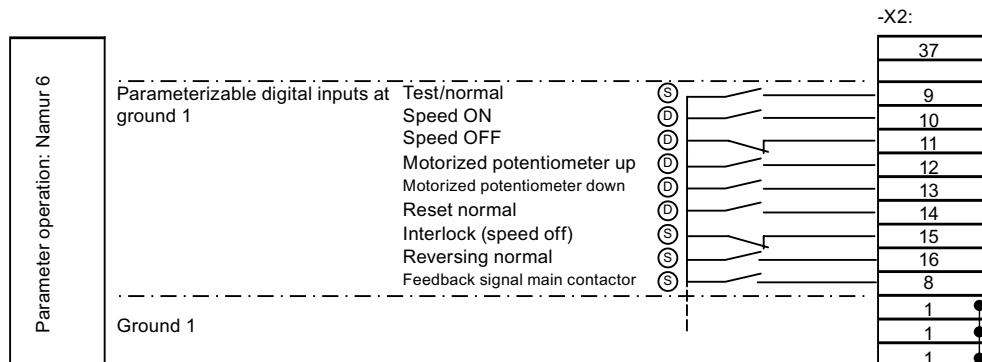 -X2:
37
Parameter operation: Namur 6
Parameterizable digital inputs at
ground 1
Test/normal S 9
Speed ON D 10
Speed OFF D 11
Motorized potentiometer up D 12
Motorized potentiometer down D 13
Reset normal D 14
Interlock (speed off) S 15
Reversing normal S 16
Feedback signal main contactor S 8
Ground 1
1
1
1